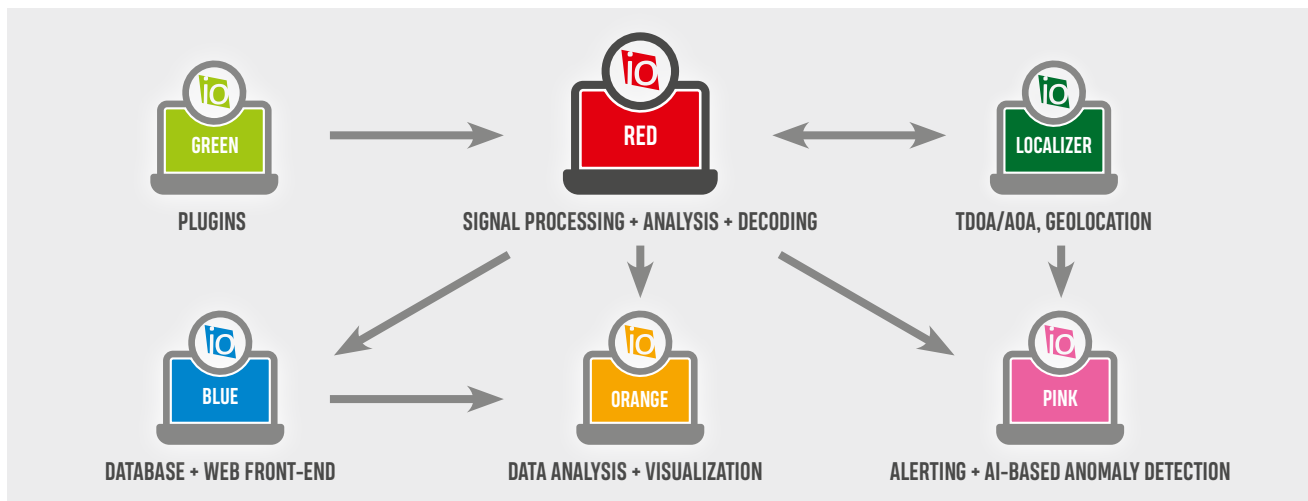 iO
GREEN
PLUGINS
iO
RED
SIGNAL PROCESSING + ANALYSIS + DECODING
iO
LOCALIZER
TDOA/AOA, GEOLOCATION
iO
BLUE
DATABASE + WEB FRONT-END
iO
ORANGE
DATA ANALYSIS + VISUALIZATION
iO
PINK
ALERTING + AI-BASED ANOMALY DETECTION